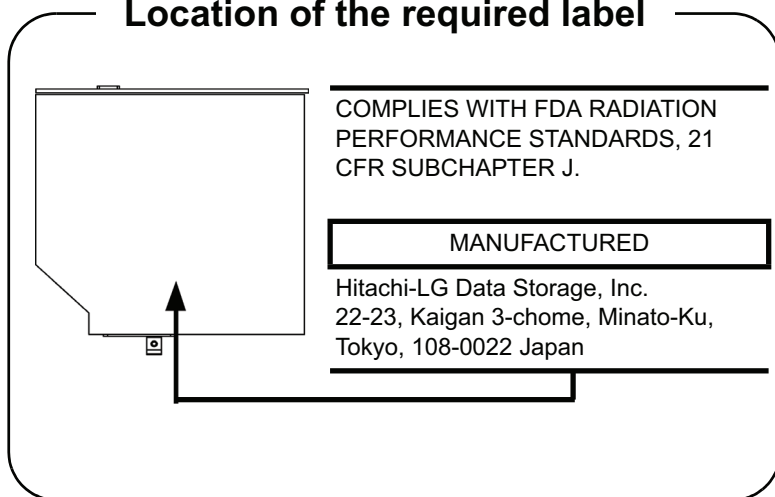 Location of the required label
COMPLIES WITH FDA RADIATION
PERFORMANCE STANDARDS, 21
CFR SUBCHAPTER J.
MANUFACTURED
Hitachi-LG Data Storage, Inc.
22-23, Kaigan 3-chome, Minato-Ku,
Tokyo, 108-0022 Japan